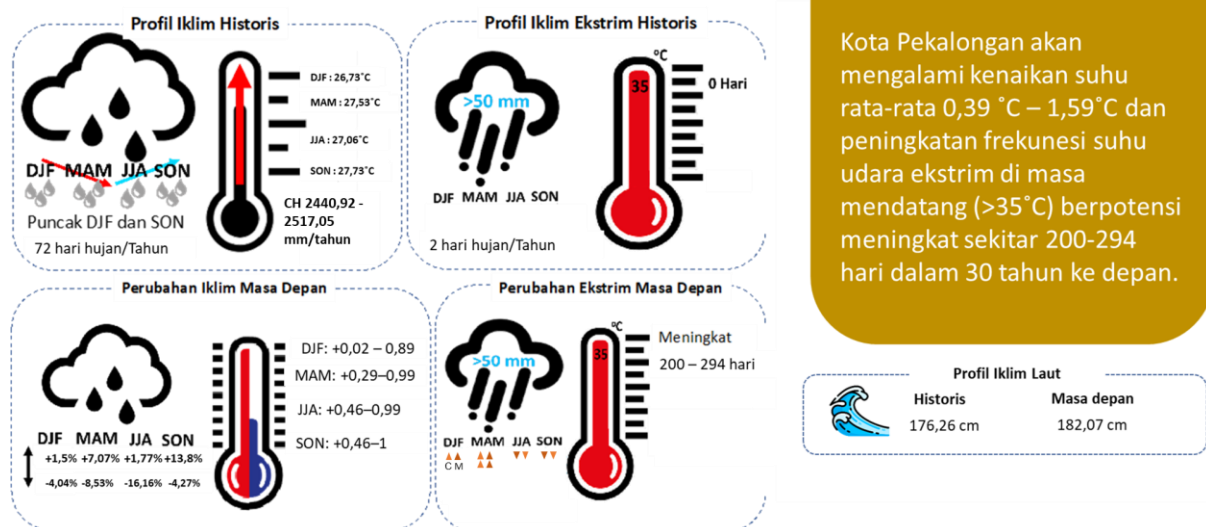 Profil Iklim Historis
DJF MAM JJA SON
Puncak DJF dan SON
72 hari hujan/Tahun
DJF : 26,73˚C
MAM : 27,53˚C
JJA : 27,06˚C
SON : 27,73˚C
CH 2440,92 -
2517,05
mm/tahun
Profil Iklim Ekstrim Historis
>50 mm
DJF MAM JJA SON
2 hari hujan/Tahun
°C
35
0 Hari
Perubahan Iklim Masa Depan
DJF MAM JJA SON
+1,5% +7,07% +1,77% +13,8%
-4,04% -8,53% -16,16% -4,27%
DJF: +0,02 – 0,89
MAM: +0,29–0,99
JJA: +0,46–0,99
SON: +0,46–1
Perubahan Ekstrim Masa Depan
>50 mm
DJF MAM JJA SON
C M
°C
35
Meningkat
200 – 294 hari
Kota Pekalongan akan
mengalami kenaikan suhu
rata-rata 0,39 ˚C – 1,59˚C dan
peningkatan frekunesi suhu
udara ekstrim di masa
mendatang (>35˚C) berpotensi
meningkat sekitar 200-294
hari dalam 30 tahun ke depan.
Profil Iklim Laut
Historis Masa depan
176,26 cm 182,07 cm